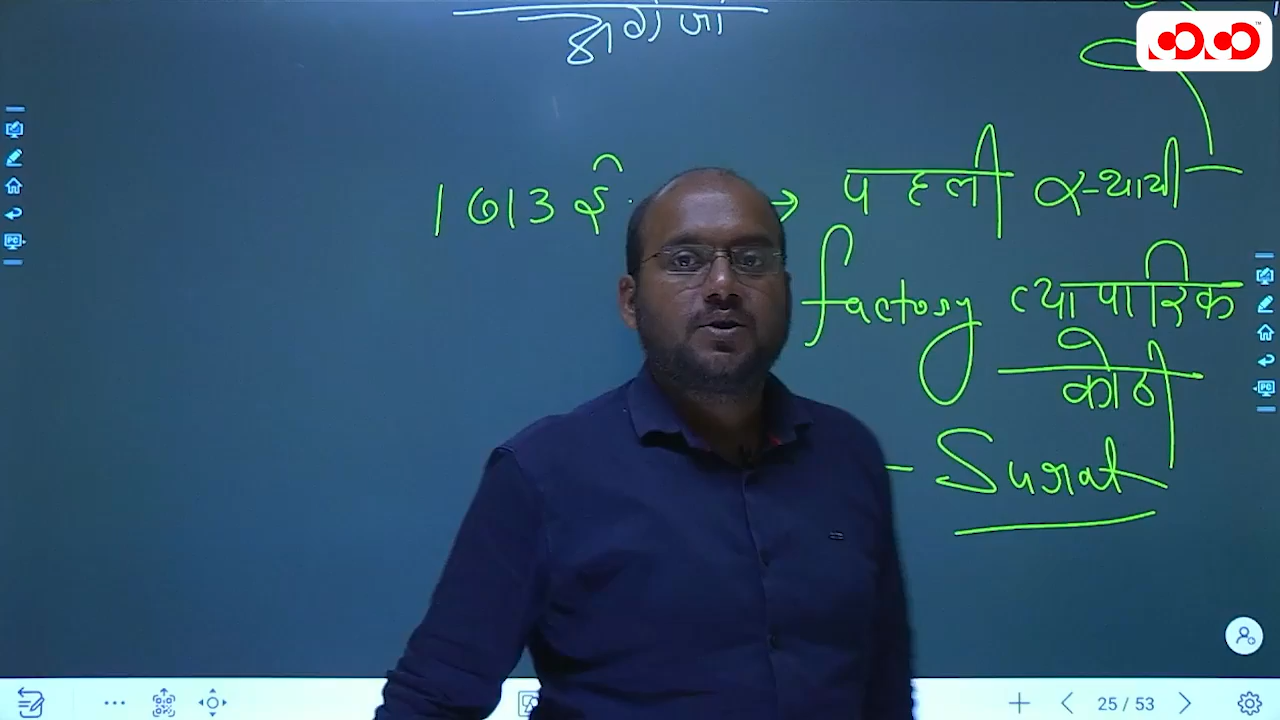 अंग्रेजों
1613 ई. → पहली स्थायी
factory व्यापारिक
कोठी
- Surat
25 / 53